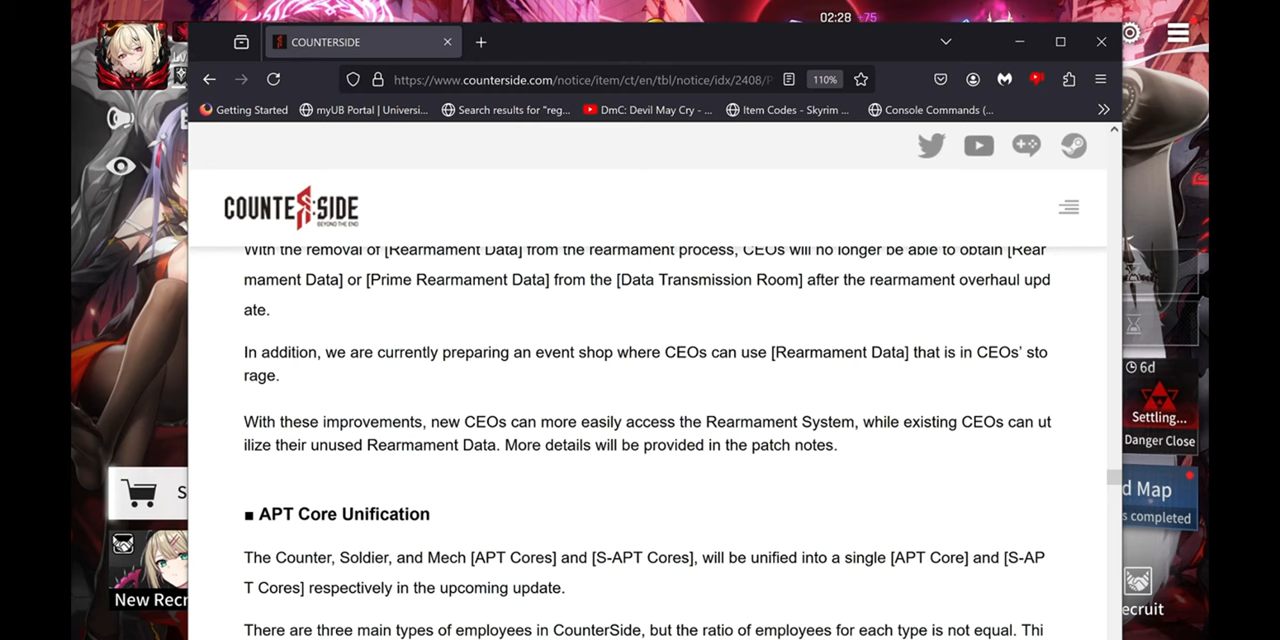 02:28 -75
COUNTERSIDE
https://www.counterside.com/notice/item/ct/en/tbl/notice/idx/2408/P
110%
Getting Started
myUB Portal | Universi...
Search results for "reg...
DmC: Devil May Cry - ...
Item Codes - Skyrim ...
Console Commands (...
COUNTERSIDE
BEYOND THE END
With the removal of [Rearmament Data] from the rearmament process, CEOs will no longer be able to obtain [Rear
mament Data] or [Prime Rearmament Data] from the [Data Transmission Room] after the rearmament overhaul upd
ate.
In addition, we are currently preparing an event shop where CEOs can use [Rearmament Data] that is in CEOs’ sto
rage.
With these improvements, new CEOs can more easily access the Rearmament System, while existing CEOs can ut
ilize their unused Rearmament Data. More details will be provided in the patch notes.
■ APT Core Unification
The Counter, Soldier, and Mech [APT Cores] and [S-APT Cores], will be unified into a single [APT Core] and [S-AP
T Cores] respectively in the upcoming update.
There are three main types of employees in CounterSide, but the ratio of employees for each type is not equal. Thi
6d
Settling...
Danger Close
d Map
s completed
ecruit
S
New Recr